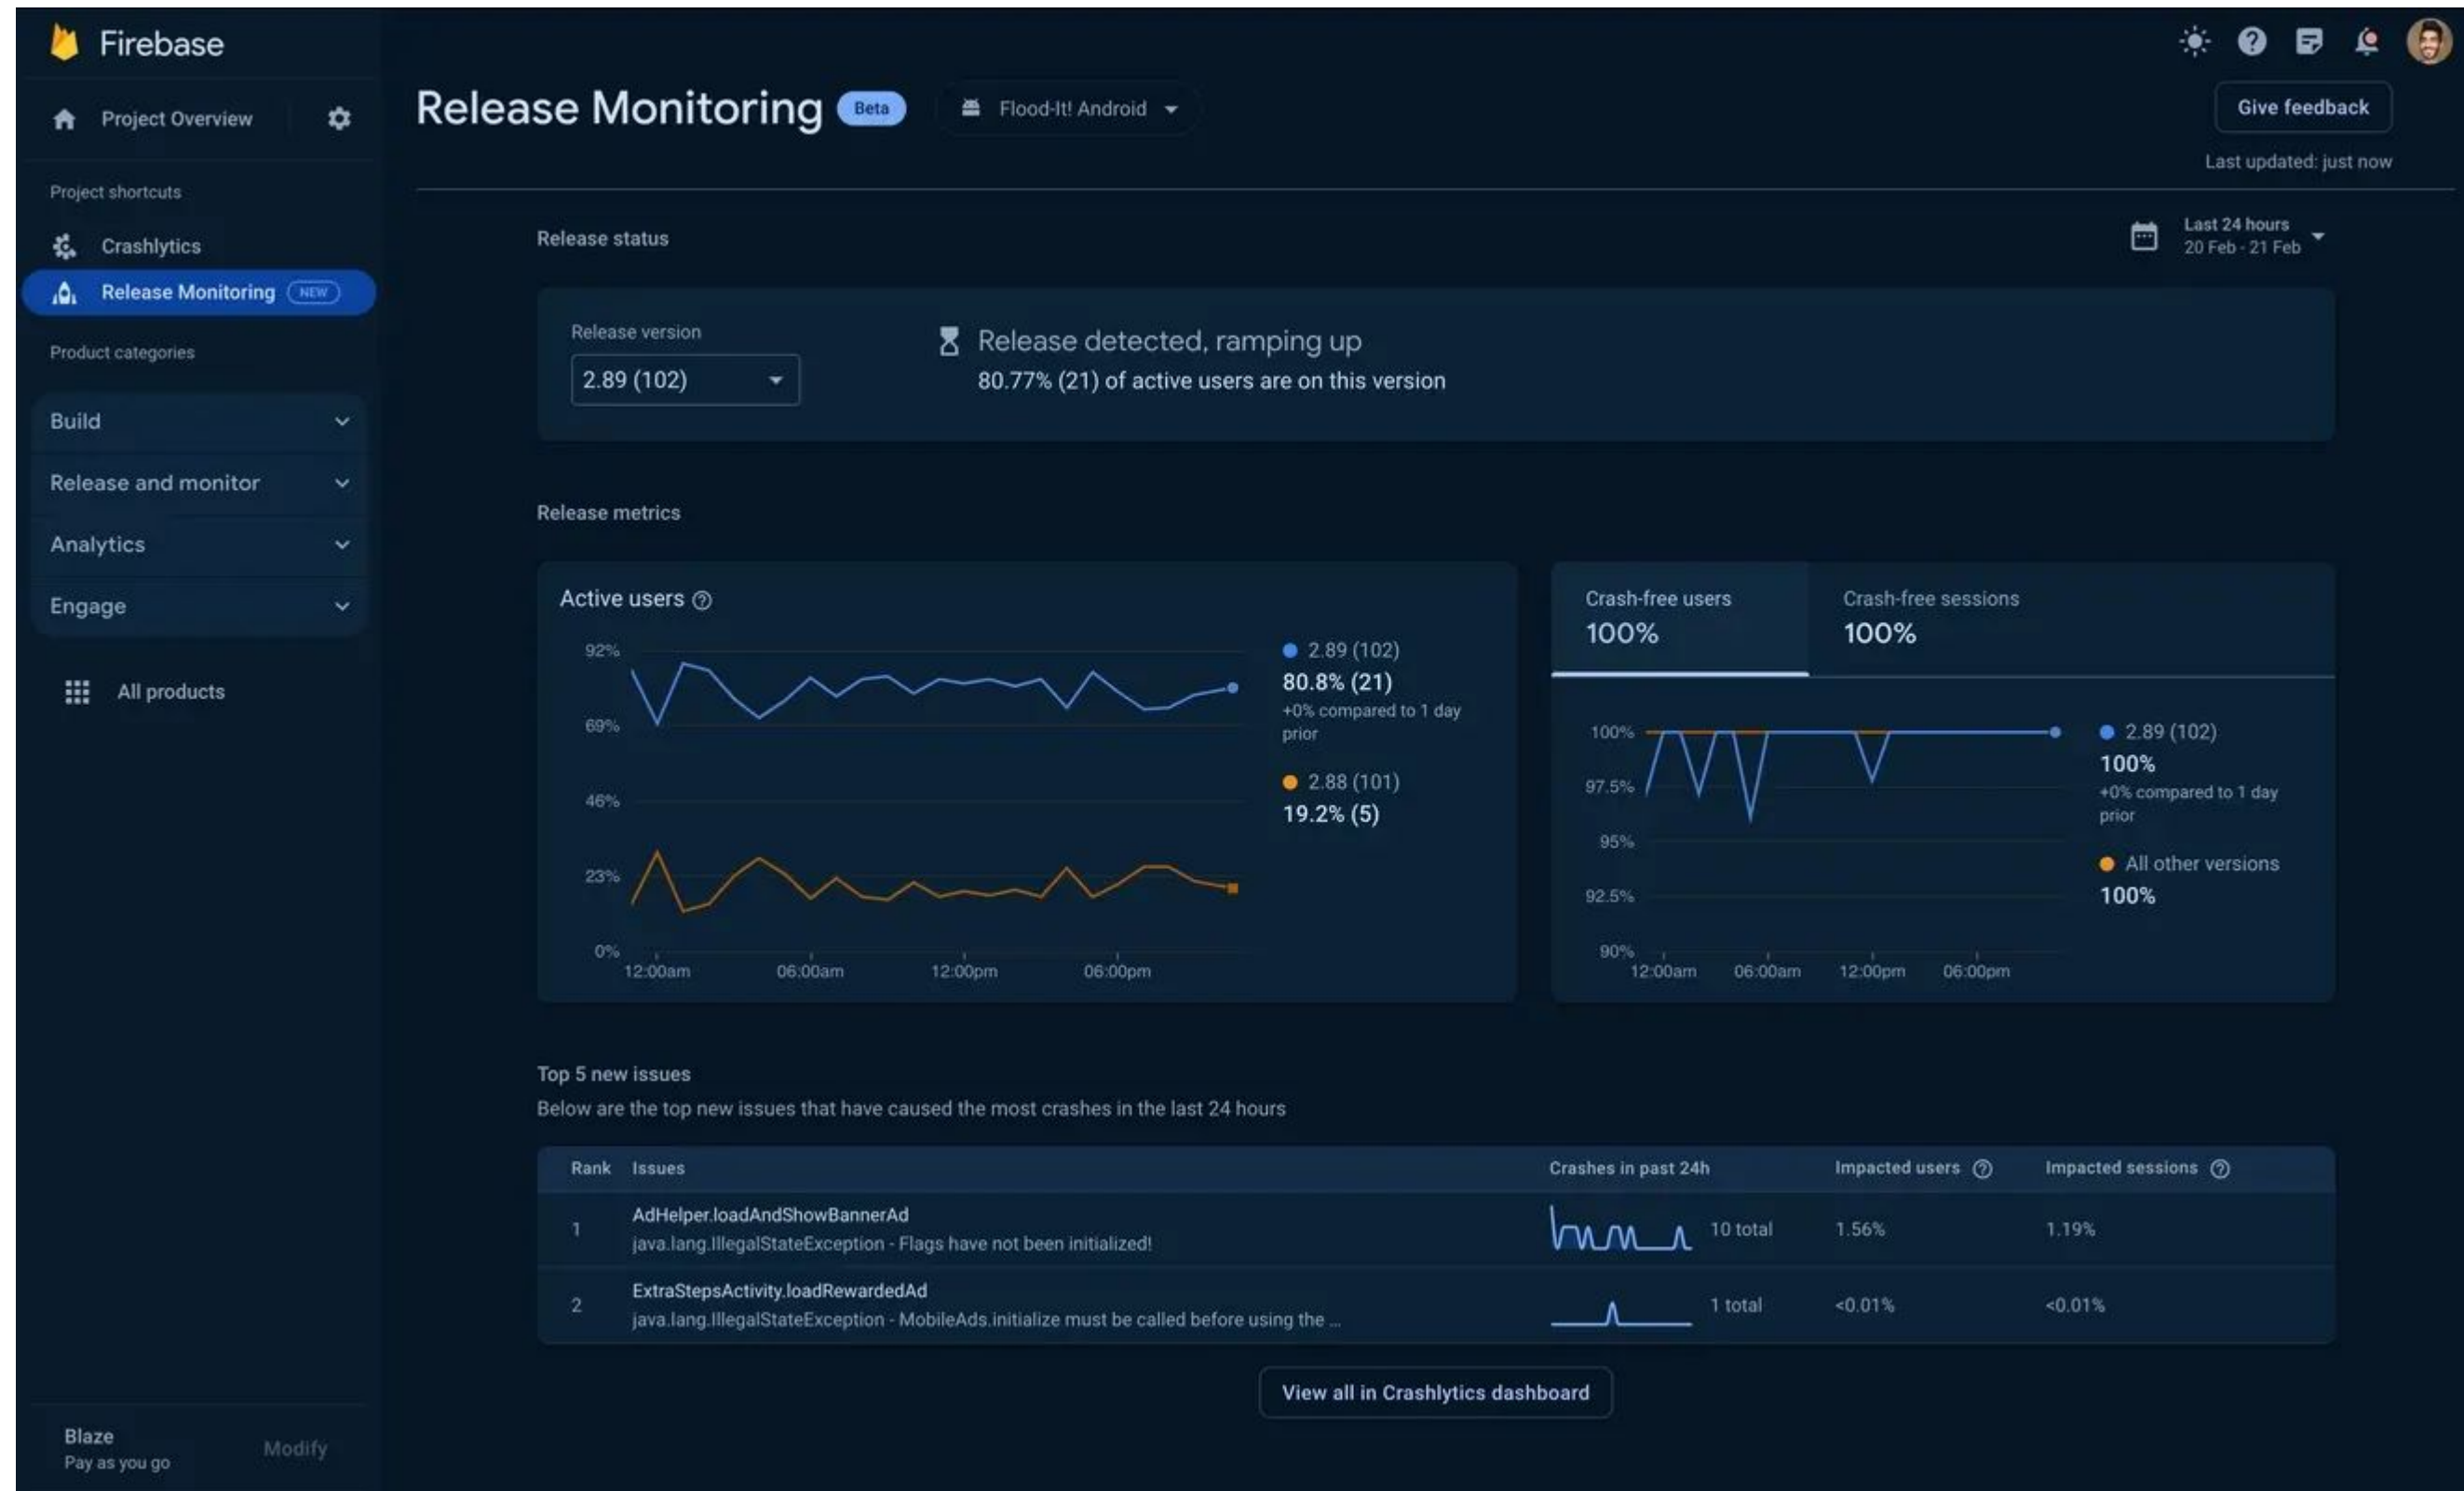 Firebase
Project Overview
Project shortcuts
Crashlytics
Release Monitoring NEW
Product categories
Build
Release and monitor
Analytics
Engage
All products
Blaze
Pay as you go
Modify
Release Monitoring Beta Flood-It! Android
Give feedback
Last updated: just now
Release status
Last 24 hours
20 Feb - 21 Feb
Release version
2.89 (102)
Release detected, ramping up
80.77% (21) of active users are on this version
Release metrics
Active users
92%
69%
46%
23%
0%
12:00am 06:00am 12:00pm 06:00pm
2.89 (102)
80.8% (21)
+0% compared to 1 day
prior
2.88 (101)
19.2% (5)
Crash-free users
100%
Crash-free sessions
100%
100%
97.5%
95%
92.5%
90%
12:00am 06:00am 12:00pm 06:00pm
2.89 (102)
100%
+0% compared to 1 day
prior
All other versions
100%
Top 5 new issues
Below are the top new issues that have caused the most crashes in the last 24 hours
Rank Issues Crashes in past 24h Impacted users Impacted sessions
AdHelper.loadAndShowBannerAd
1 10 total 1.56% 1.19%
java.lang.IllegalStateException - Flags have not been initialized!
ExtraStepsActivity.loadRewardedAd
2 1 total <0.01% <0.01%
java.lang.IllegalStateException - MobileAds.initialize must be called before using the ...
View all in Crashlytics dashboard